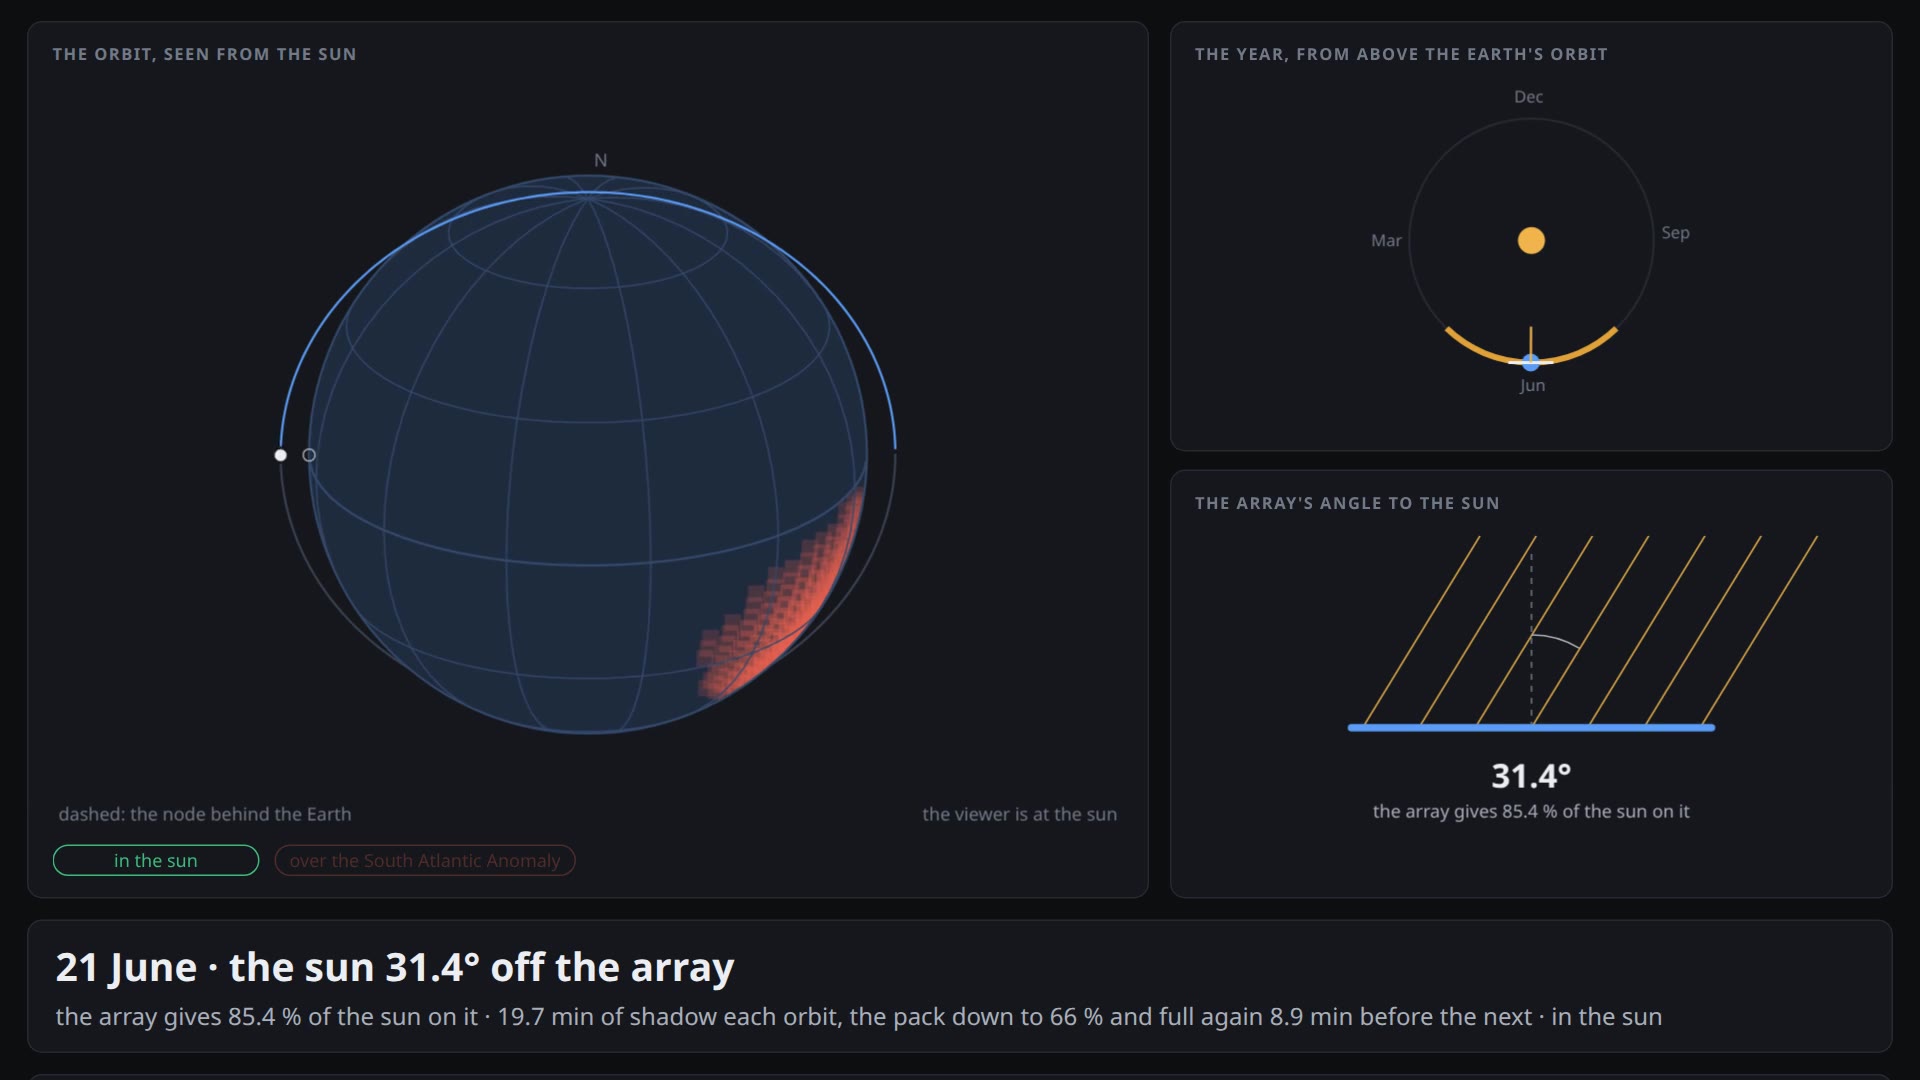 THE ORBIT, SEEN FROM THE SUN
N
dashed: the node behind the Earth
the viewer is at the sun
in the sun
over the South Atlantic Anomaly
THE YEAR, FROM ABOVE THE EARTH'S ORBIT
Dec
Mar
Sep
Jun
THE ARRAY'S ANGLE TO THE SUN
31.4°
the array gives 85.4 % of the sun on it
21 June · the sun 31.4° off the array
the array gives 85.4 % of the sun on it · 19.7 min of shadow each orbit, the pack down to 66 % and full again 8.9 min before the next · in the sun